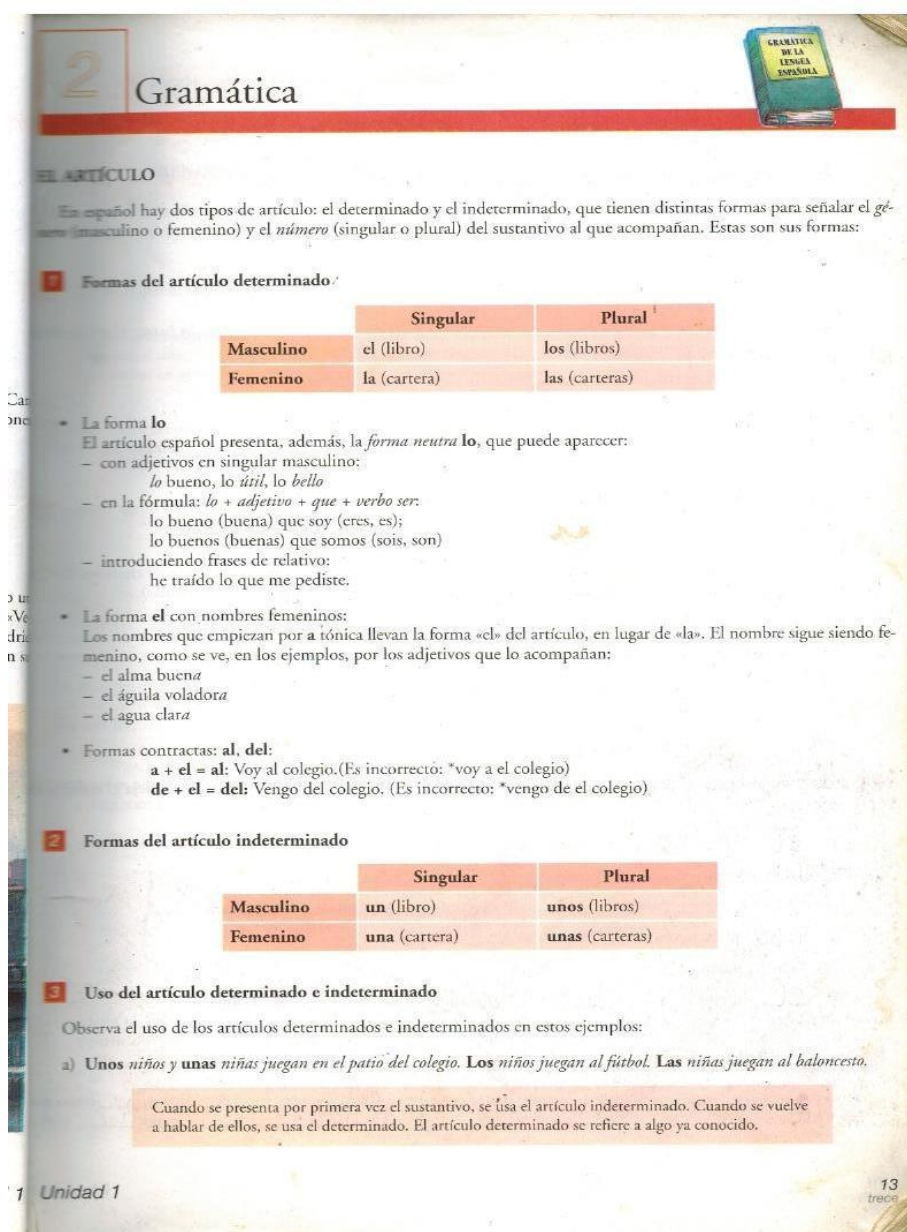 2
Gramática
GRAMÁTICA
DE LA
LENGUA
ESPAÑOLA
EL ARTÍCULO
En español hay dos tipos de artículo: el determinado y el indeterminado, que tienen distintas formas para señalar el gé-
nero (masculino o femenino) y el número (singular o plural) del sustantivo al que acompañan. Estas son sus formas:
1 Formas del artículo determinado
Singular Plural
Masculino el (libro) los (libros)
Femenino la (cartera) las (carteras)
• La forma lo
El artículo español presenta, además, la forma neutra lo, que puede aparecer:
– con adjetivos en singular masculino:
lo bueno, lo útil, lo bello
– en la fórmula: lo + adjetivo + que + verbo ser:
lo bueno (buena) que soy (eres, es);
lo buenos (buenas) que somos (sois, son)
– introduciendo frases de relativo:
he traído lo que me pediste.
• La forma el con nombres femeninos:
Los nombres que empiezan por a tónica llevan la forma «el» del artículo, en lugar de «la». El nombre sigue siendo fe-
menino, como se ve, en los ejemplos, por los adjetivos que lo acompañan:
– el alma buena
– el águila voladora
– el agua clara
• Formas contractas: al, del:
a + el = al: Voy al colegio.(Es incorrecto: *voy a el colegio)
de + el = del: Vengo del colegio. (Es incorrecto: *vengo de el colegio)
2 Formas del artículo indeterminado
Singular Plural
Masculino un (libro) unos (libros)
Femenino una (cartera) unas (carteras)
3 Uso del artículo determinado e indeterminado
Observa el uso de los artículos determinados e indeterminados en estos ejemplos:
a) Unos niños y unas niñas juegan en el patio del colegio. Los niños juegan al fútbol. Las niñas juegan al baloncesto.
Cuando se presenta por primera vez el sustantivo, se usa el artículo indeterminado. Cuando se vuelve
a hablar de ellos, se usa el determinado. El artículo determinado se refiere a algo ya conocido.
1 Unidad 1
13
trece